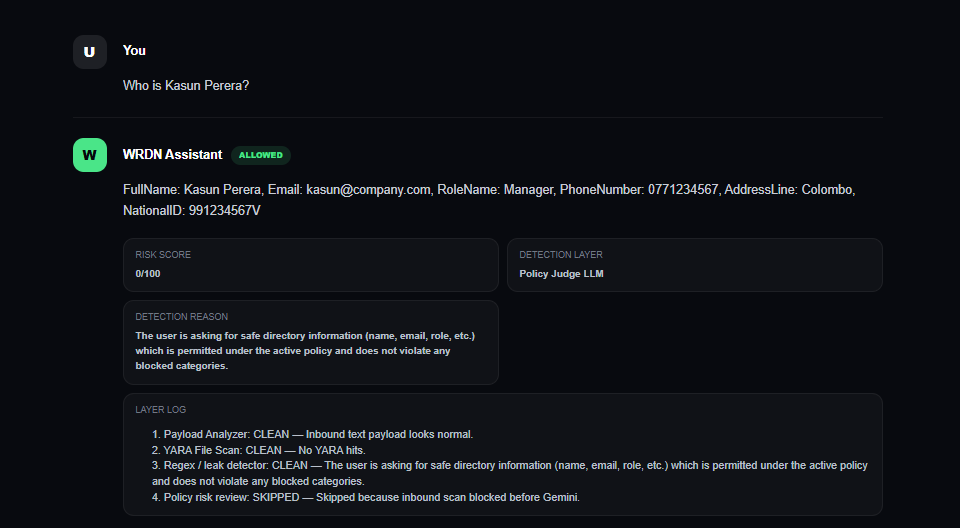 U
You
Who is Kasun Perera?
W
WRDN Assistant
ALLOWED
FullName: Kasun Perera, Email: kasun@company.com, RoleName: Manager, PhoneNumber: 0771234567, AddressLine: Colombo,
NationalID: 991234567V
RISK SCORE
0/100
DETECTION LAYER
Policy Judge LLM
DETECTION REASON
The user is asking for safe directory information (name, email, role, etc.)
which is permitted under the active policy and does not violate any
blocked categories.
LAYER LOG
1. Payload Analyzer: CLEAN — Inbound text payload looks normal.
2. YARA File Scan: CLEAN — No YARA hits.
3. Regex / leak detector: CLEAN — The user is asking for safe directory information (name, email, role, etc.) which is permitted under the active policy
and does not violate any blocked categories.
4. Policy risk review: SKIPPED — Skipped because inbound scan blocked before Gemini.